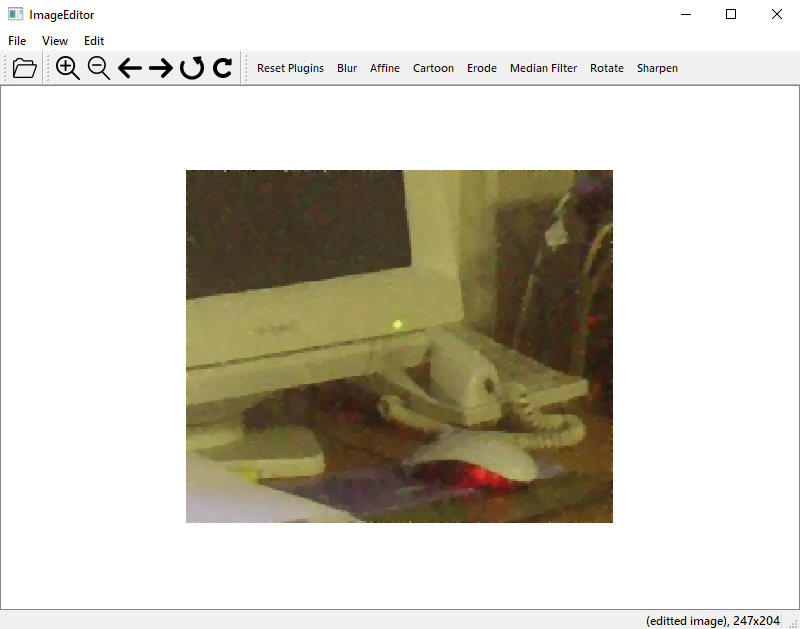 ImageEditor
File View Edit
Reset Plugins Blur Affine Cartoon Erode Median Filter Rotate Sharpen
(editted image), 247x204